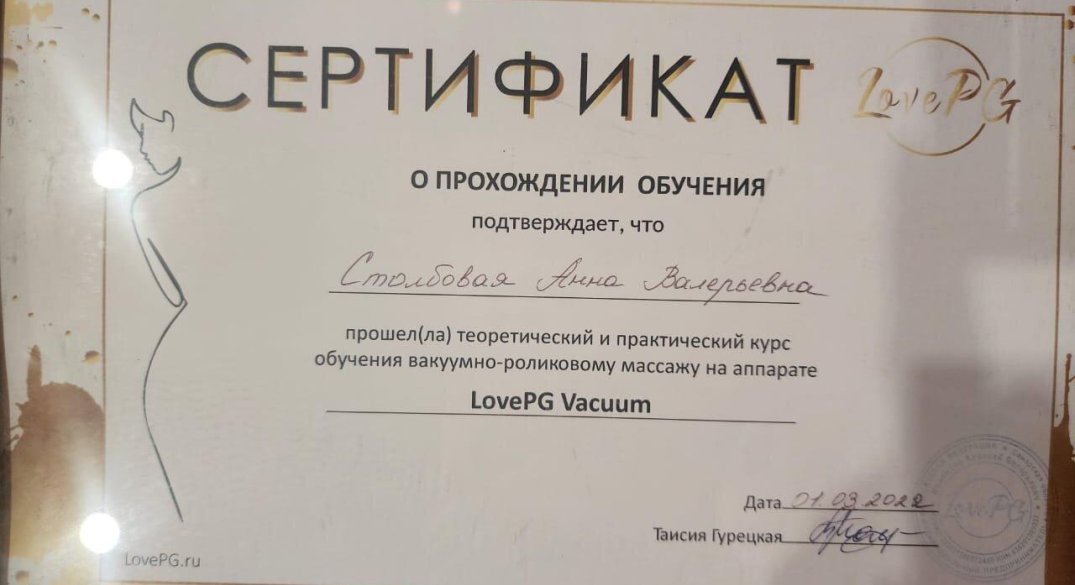 СЕРТИФИКАТ
LovePG
О ПРОХОЖДЕНИИ ОБУЧЕНИЯ
подтверждает, что
Столбовая Анна Валерьевна
прошел(ла) теоретический и практический курс
обучения вакуумно-роликовому массажу на аппарате
LovePG Vacuum
Дата 01.03.2022
Таисия Гурецкая
LovePG.ru
LovePG